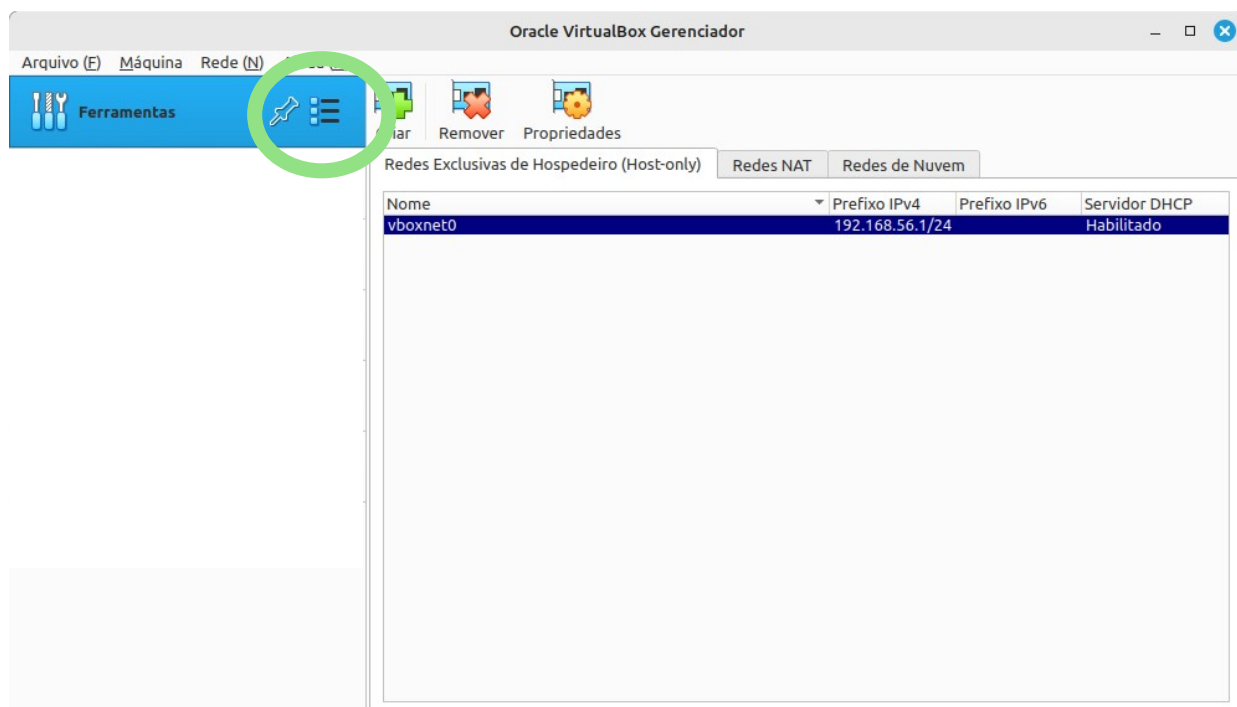 Oracle VirtualBox Gerenciador
Arquivo (F) Máquina Rede (N)
Ferramentas
Remover Propriedades
Redes Exclusivas de Hospedeiro (Host-only) Redes NAT Redes de Nuvem
Nome Prefixo IPv4 Prefixo IPv6 Servidor DHCP
vboxnet0 192.168.56.1/24 Habilitado